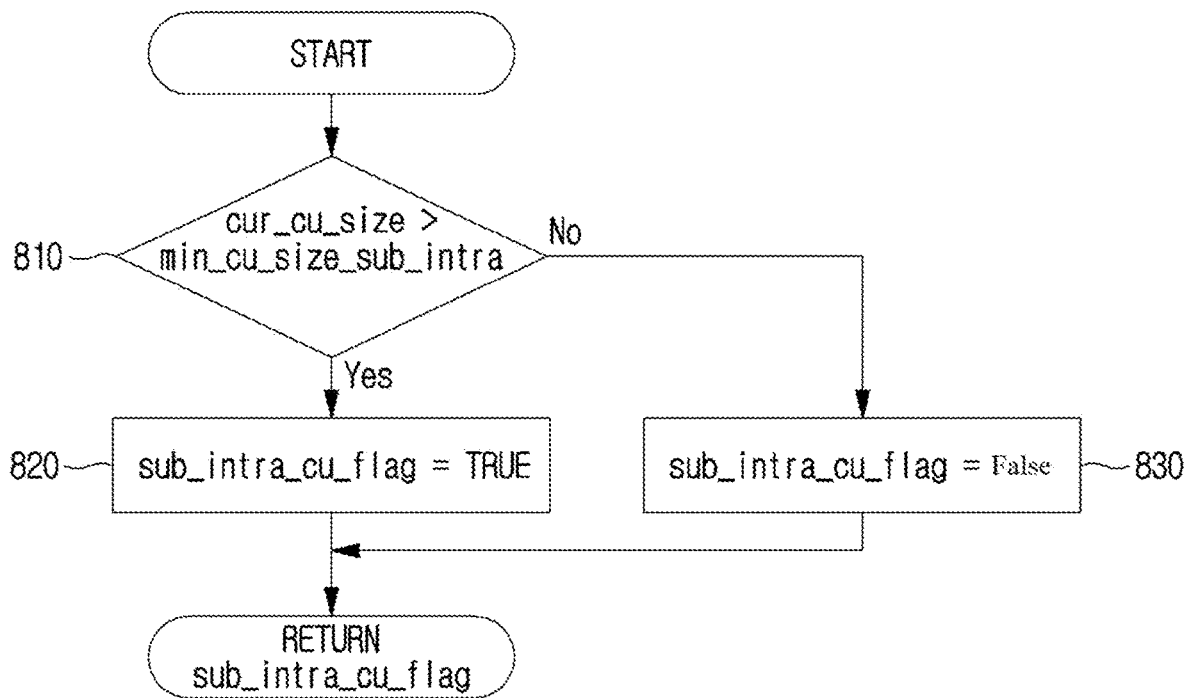 START
cur_cu_size >
min_cu_size_sub_intra
810
No
Yes
820
sub_intra_cu_flag = TRUE
sub_intra_cu_flag = False
830
RETURN
sub_intra_cu_flag